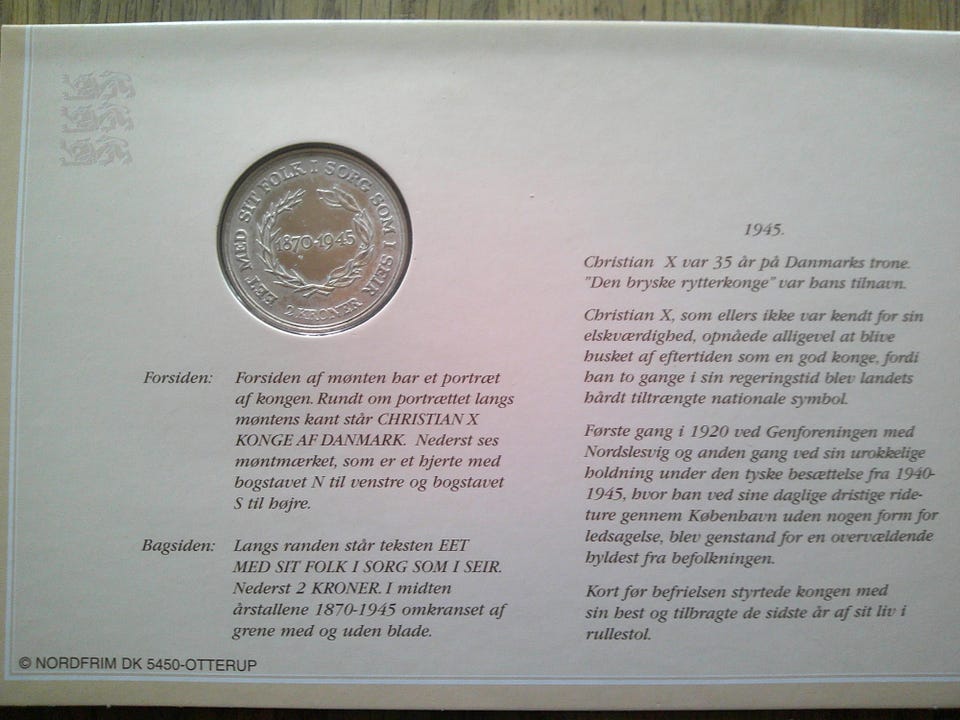 EET MED SIT FOLK I SORG SOM I SEIR
1870-1945
2 KRONER
Forsiden: Forsiden af mønten har et portræt
af kongen. Rundt om portrættet langs
møntens kant står CHRISTIAN X
KONGE AF DANMARK. Nederst ses
møntmærket, som er et hjerte med
bogstavet N til venstre og bogstavet
S til højre.
Bagsiden: Langs randen står teksten EET
MED SIT FOLK I SORG SOM I SEIR.
Nederst 2 KRONER. I midten
årstallene 1870-1945 omkranset af
grene med og uden blade.
© NORDFRIM DK 5450-OTTERUP
1945.
Christian X var 35 år på Danmarks trone.
"Den bryske rytterkonge" var hans tilnavn.
Christian X, som ellers ikke var kendt for sin
elskværdighed, opnåede alligevel at blive
husket af eftertiden som en god konge, fordi
han to gange i sin regeringstid blev landets
hårdt tiltrængte nationale symbol.
Første gang i 1920 ved Genforeningen med
Nordslesvig og anden gang ved sin urokkelige
holdning under den tyske besættelse fra 1940-
1945, hvor han ved sine daglige dristige ride-
ture gennem København uden nogen form for
ledsagelse, blev genstand for en overvældende
hyldest fra befolkningen.
Kort før befrielsen styrtede kongen med
sin hest og tilbragte de sidste år af sit liv i
rullestol.